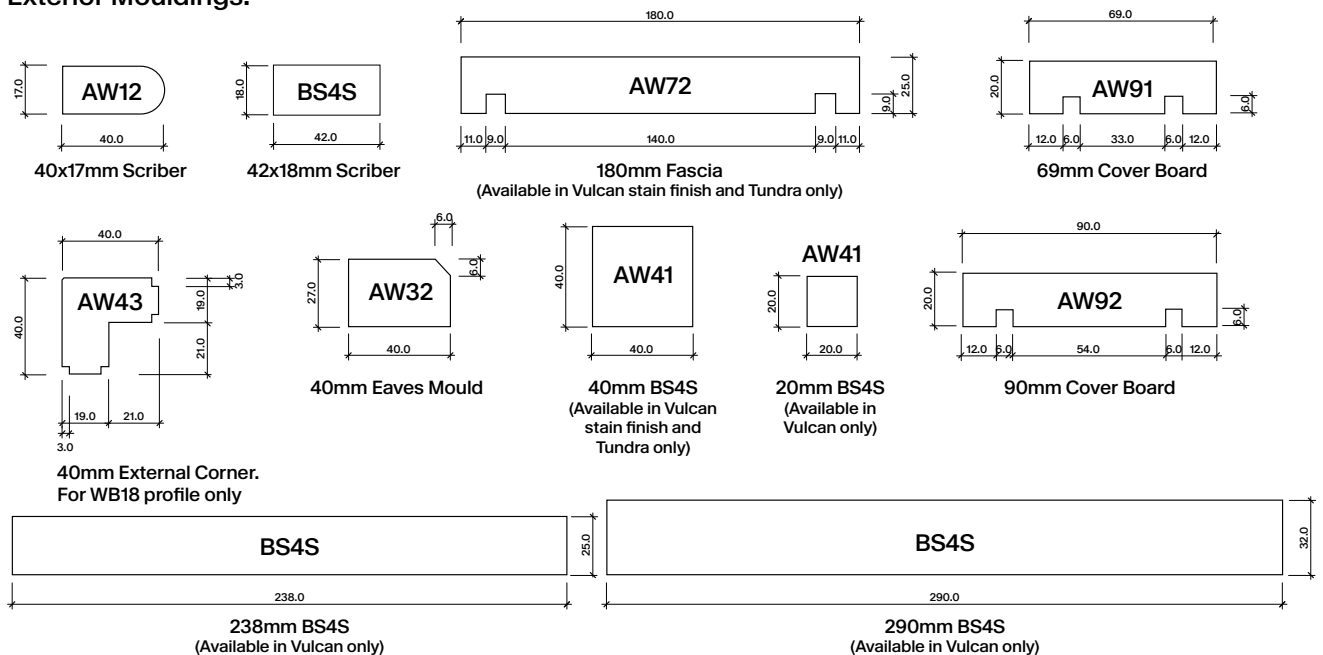 Exterior Mouldings.
180.0
69.0
17.0
AW12
40.0
40x17mm Scriber
18.0
BS4S
42.0
42x18mm Scriber
AW72
9.0
25.0
11.0 9.0 140.0 9.0 11.0
180mm Fascia
(Available in Vulcan stain finish and Tundra only)
20.0
AW91
6.0
12.0 6.0 33.0 6.0 12.0
69mm Cover Board
40.0
40.0
AW43
3.0
19.0
21.0
19.0 21.0
3.0
40mm External Corner.
For WB18 profile only
6.0
6.0
27.0
AW32
40.0
40mm Eaves Mould
40.0
AW41
40.0
40mm BS4S
(Available in Vulcan
stain finish and
Tundra only)
AW41
20.0
20.0
20mm BS4S
(Available in
Vulcan only)
90.0
20.0
AW92
6.0
12.0 6.0 54.0 6.0 12.0
90mm Cover Board
BS4S
25.0
238.0
238mm BS4S
(Available in Vulcan only)
BS4S
32.0
290.0
290mm BS4S
(Available in Vulcan only)